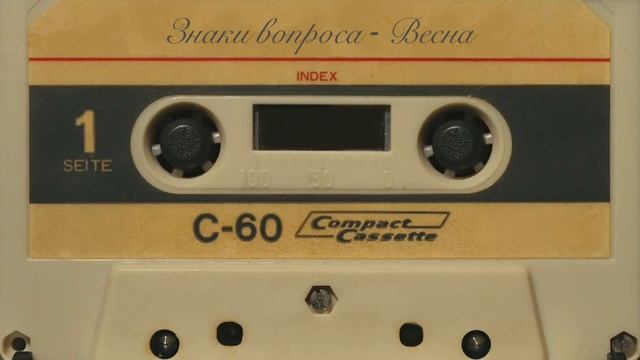 Знаки вопроса - Весна
INDEX
1
SEITE
100 50 0
C-60
Compact
Cassette